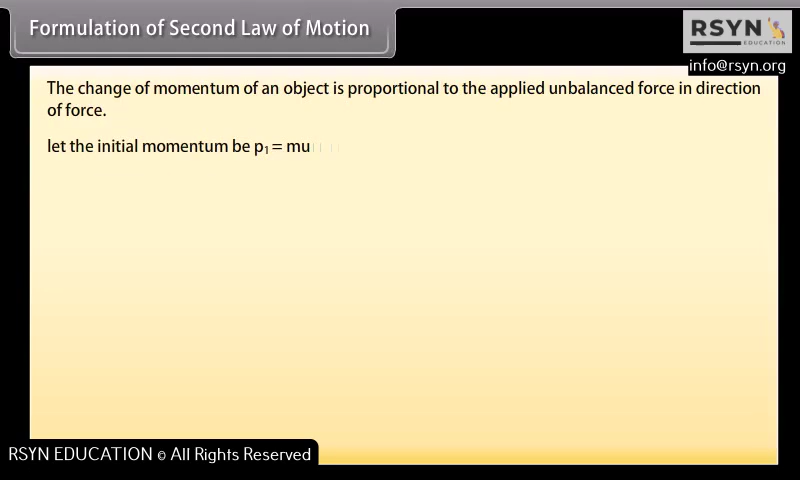 Formulation of Second Law of Motion
RSYN
EDUCATION
info@rsyn.org
The change of momentum of an object is proportional to the applied unbalanced force in direction
of force.
let the initial momentum be p₁ = mu
RSYN EDUCATION © All Rights Reserved